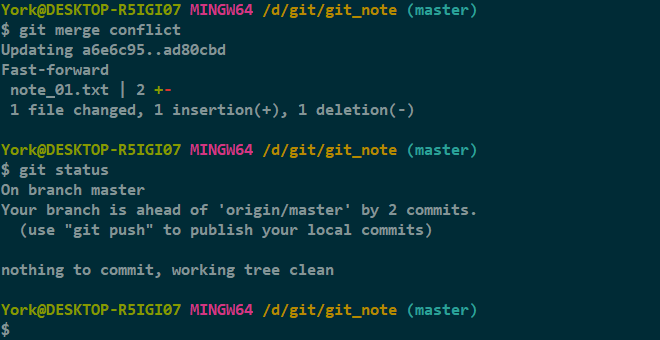 York@DESKTOP-R5IGI07 MINGW64 /d/git/git_note (master)
$ git merge conflict
Updating a6e6c95..ad80cbd
Fast-forward
 note_01.txt | 2 +-
 1 file changed, 1 insertion(+), 1 deletion(-)

York@DESKTOP-R5IGI07 MINGW64 /d/git/git_note (master)
$ git status
On branch master
Your branch is ahead of 'origin/master' by 2 commits.
  (use "git push" to publish your local commits)

nothing to commit, working tree clean

York@DESKTOP-R5IGI07 MINGW64 /d/git/git_note (master)
$